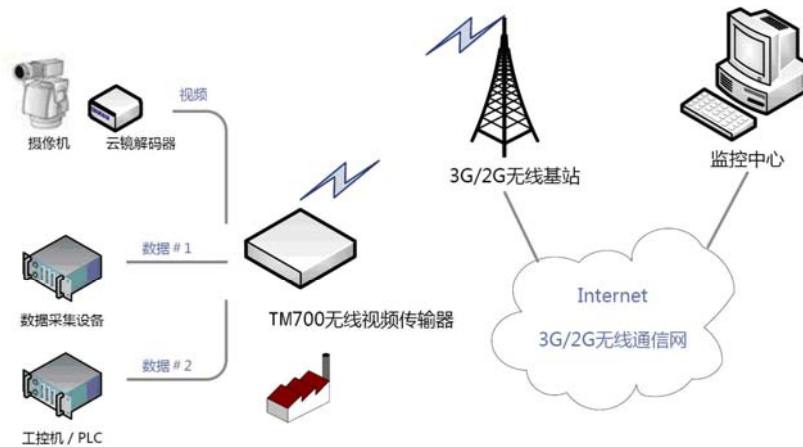 视频
摄像机
云镜解码器
3G/2G无线基站
监控中心
数据#1
数据采集设备
TM700无线视频传输器
Internet
3G/2G无线通信网
数据#2
工控机 / PLC